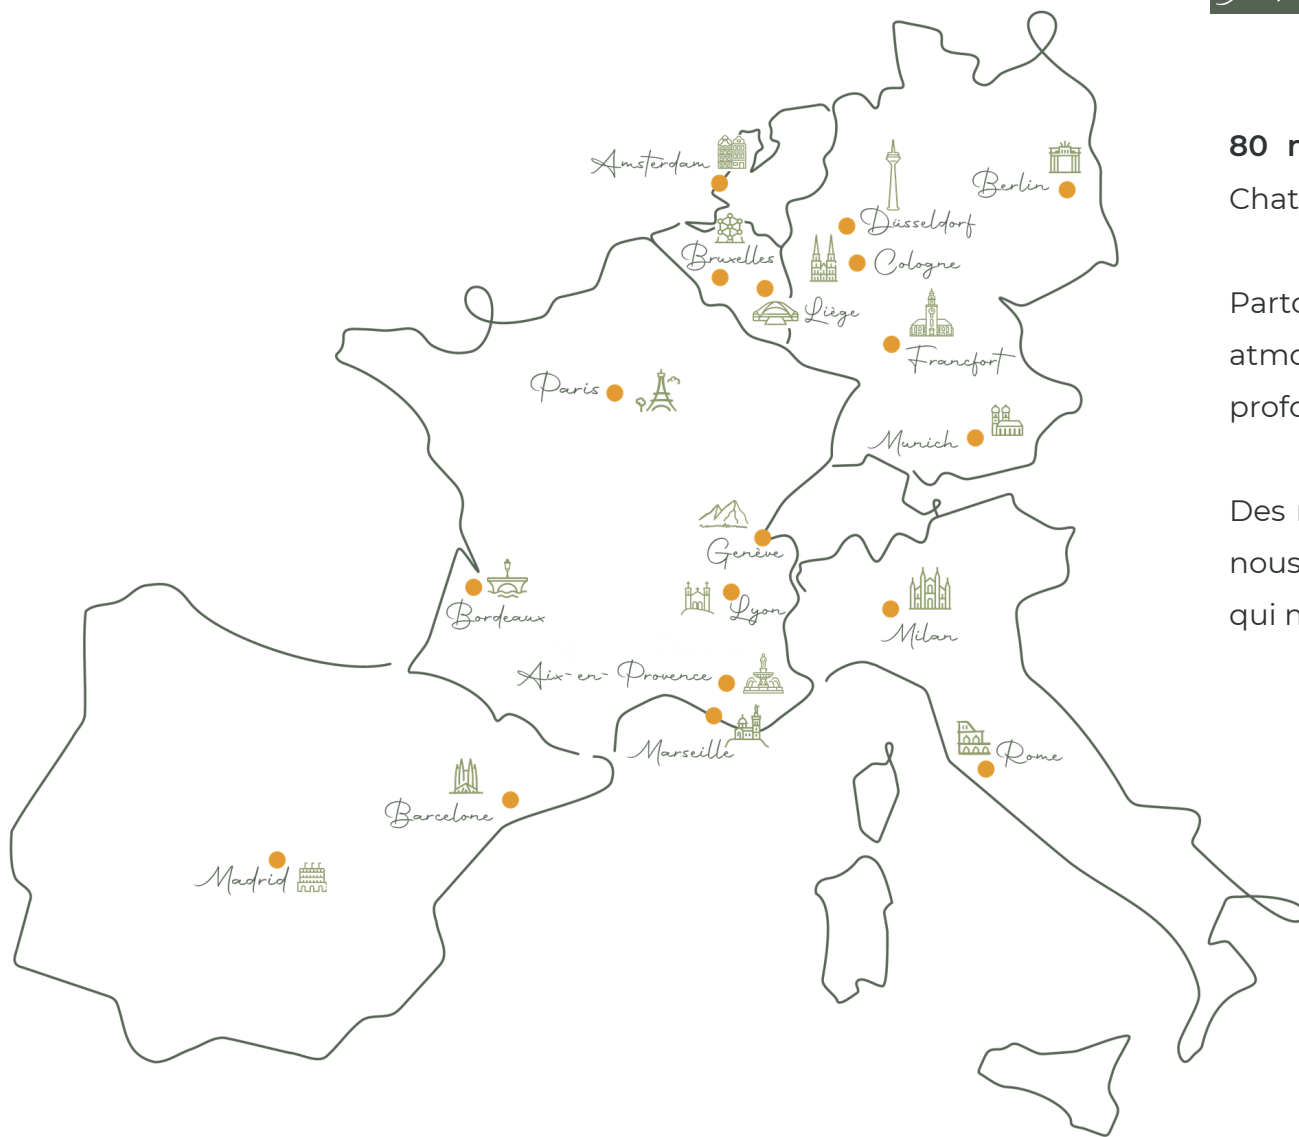 Amsterdam
Berlin
Düsseldorf
Bruxelles
Cologne
Liège
Francfort
Paris
Munich
Genève
Lyon
Bordeaux
Milan
Aix-en-Provence
Marseille
Rome
Barcelone
Madrid
80
Chat
Parto
atmo
profo
Des
nous
qui